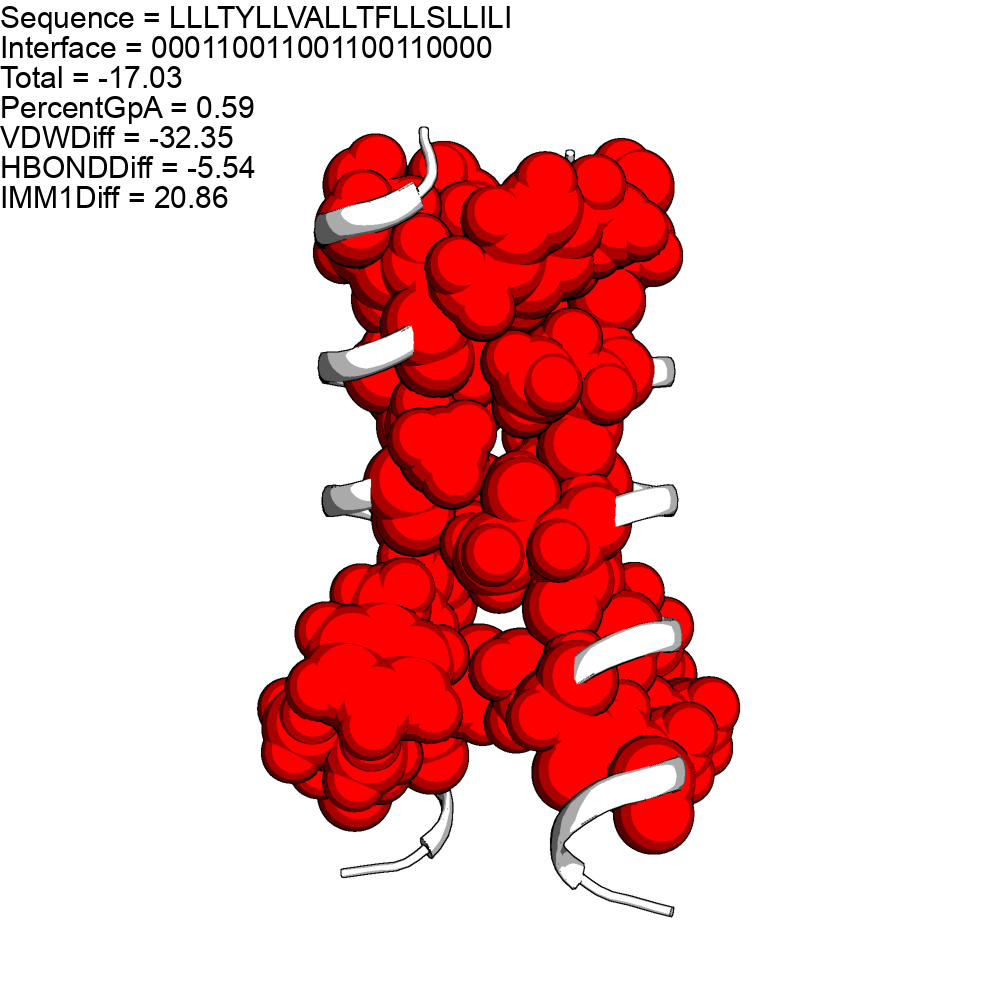 Sequence = LLLTYLLVALLTFLLSLLILI
Interface = 000110011001100110000
Total = -17.03
PercentGpA = 0.59
VDWDiff = -32.35
HBONDDiff = -5.54
IMM1Diff = 20.86